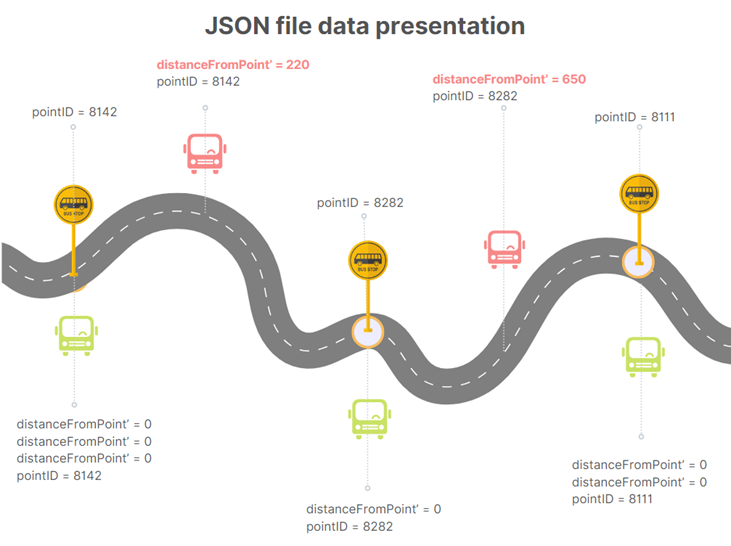 JSON file data presentation
distanceFromPoint' = 220
pointID = 8142
distanceFromPoint' = 650
pointID = 8282
pointID = 8142
pointID = 8111
BUS STOP
BUS STOP
pointID = 8282
BUS STOP
distanceFromPoint' = 0
distanceFromPoint' = 0
distanceFromPoint' = 0
pointID = 8142
distanceFromPoint' = 0
distanceFromPoint' = 0
pointID = 8111
distanceFromPoint' = 0
pointID = 8282